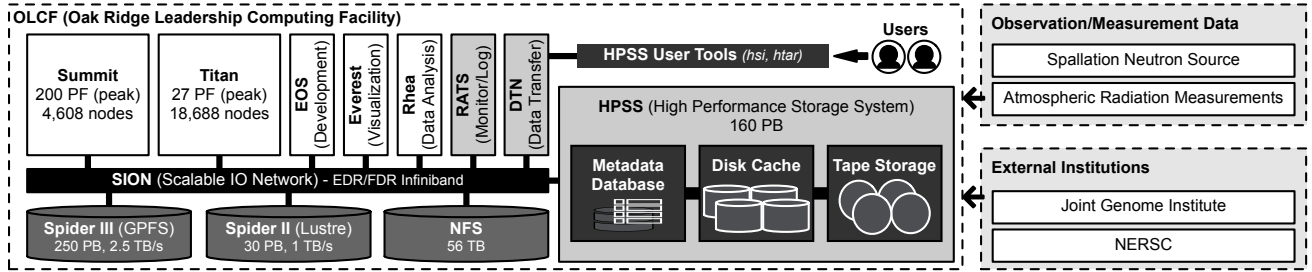 OLCF (Oak Ridge Leadership Computing Facility)
Summit
200 PF (peak)
4,608 nodes
Titan
27 PF (peak)
18,688 nodes
EOS
(Development)
Everest
(Visualization)
Rhea
(Data Analysis)
RATS
(Monitor/Log)
DTN
(Data Transfer)
HPSS User Tools (hsi, htar)
Users
SION (Scalable IO Network) - EDR/FDR Infiniband
Spider III (GPFS)
250 PB, 2.5 TB/s
Spider II (Lustre)
30 PB, 1 TB/s
NFS
56 TB
HPSS (High Performance Storage System)
160 PB
Metadata
Database
Disk Cache
Tape Storage
Observation/Measurement Data
Spallation Neutron Source
Atmospheric Radiation Measurements
External Institutions
Joint Genome Institute
NERSC